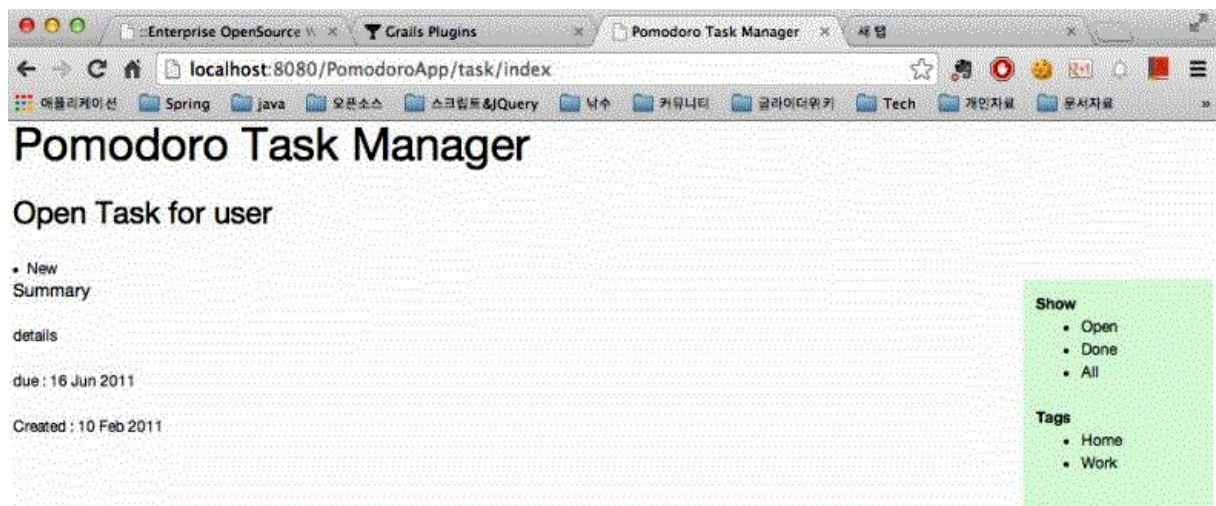 ::Enterprise OpenSource
Grails Plugins
Pomodoro Task Manager
새 탭
localhost:8080/PomodoroApp/task/index
애플리케이션
Spring
java
오픈소스
스크립트&JQuery
낚수
커뮤니티
글라이더위키
Tech
개인자료
문서자료
»
Pomodoro Task Manager
Open Task for user
• New
Summary
details
due : 16 Jun 2011
Created : 10 Feb 2011
Show
• Open
• Done
• All
Tags
• Home
• Work